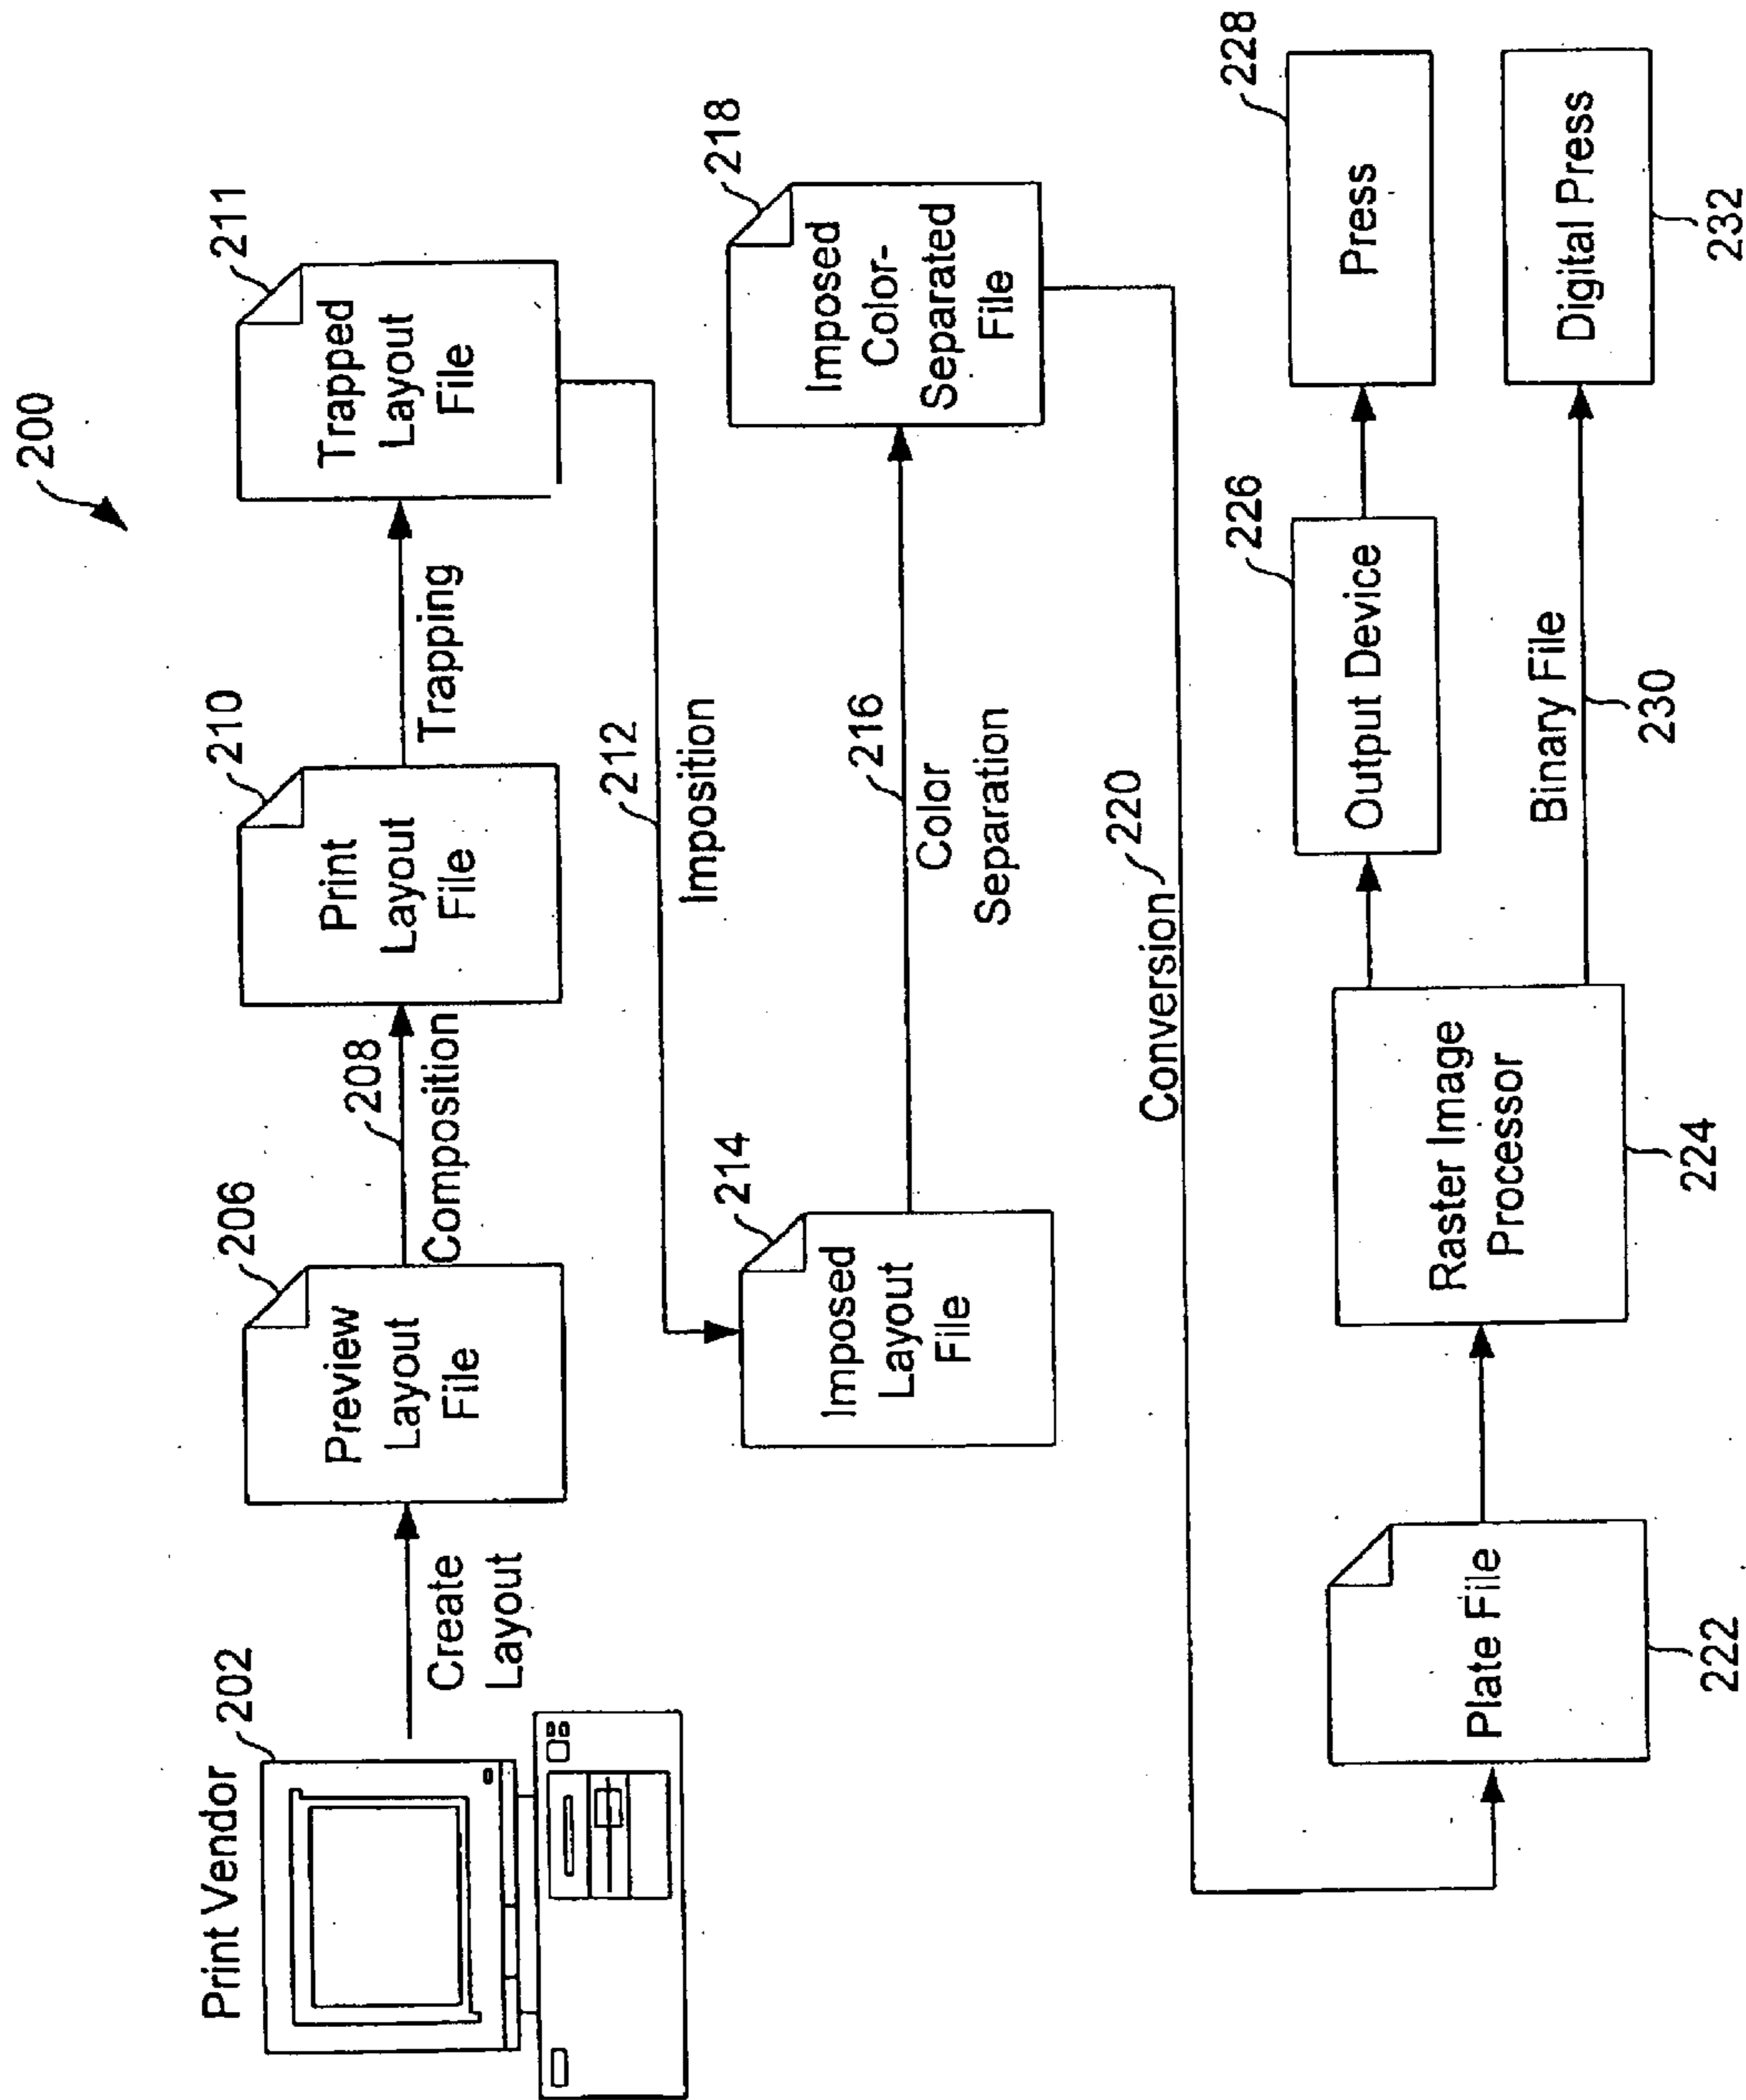 200
Print Vendor
202
Create
Layout
206
Preview
Layout
File
208
Composition
210
Print
Layout
File
Trapping
211
Trapped
Layout
File
212
Imposition
214
Imposed
Layout
File
216
Color
Separation
218
Imposed
Color-
Separated
File
Conversion
220
Plate File
222
Raster Image
Processor
224
226
Output Device
228
Press
Binary File
230
Digital Press
232